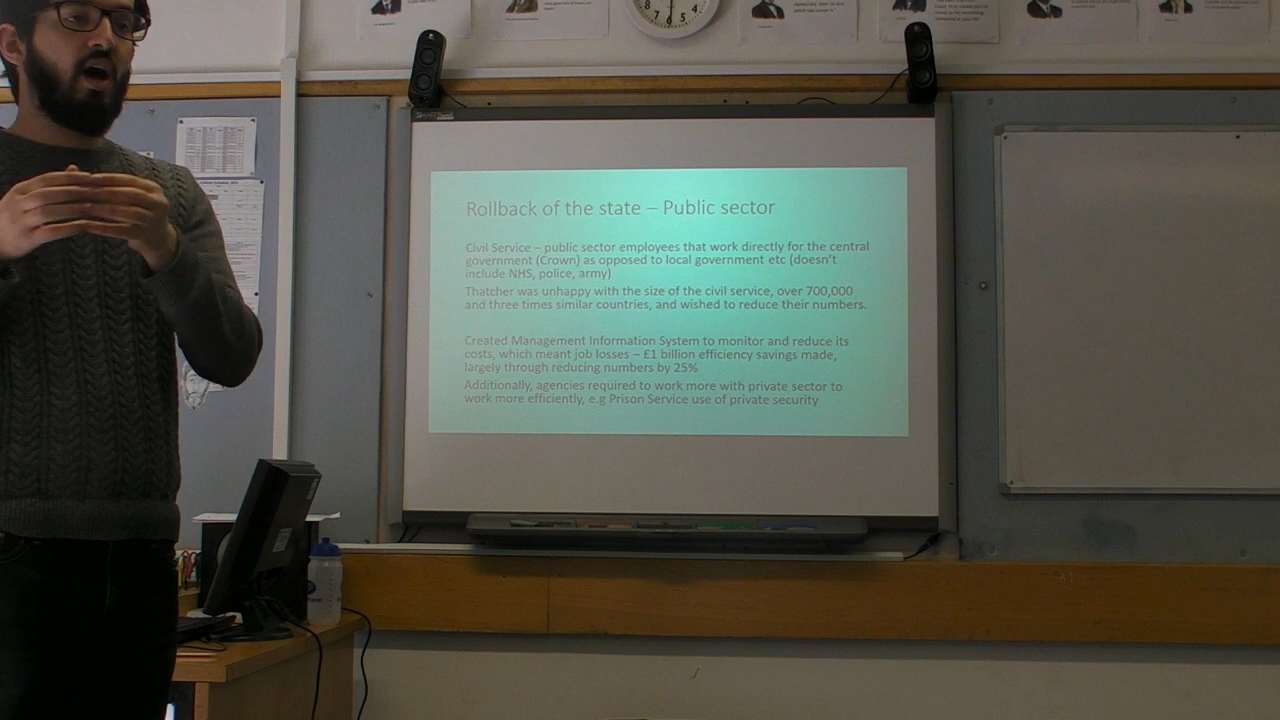 8 7 6 5 4
Rollback of the state – Public sector
Civil Service – public sector employees that work directly for the central
government (Crown) as opposed to local government etc (doesn't
include NHS, police, army)
Thatcher was unhappy with the size of the civil service, over 700,000
and three times similar countries, and wished to reduce their numbers.
Created Management Information System to monitor and reduce its
costs, which meant job losses – £1 billion efficiency savings made,
largely through reducing numbers by 25%
Additionally, agencies required to work more with private sector to
work more efficiently, e.g Prison Service use of private security